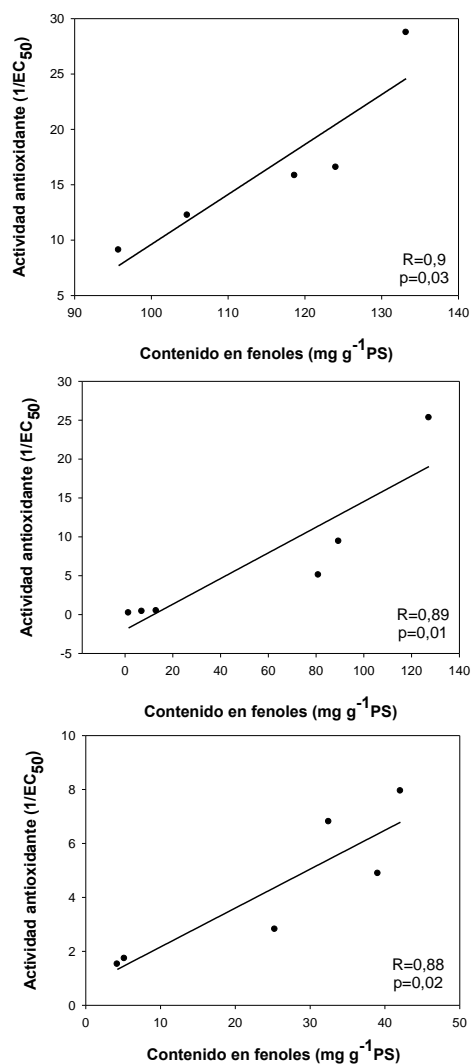 30
25
20
15
10
5
Actividad antioxidante (1/EC50)
R=0,9
p=0,03
90 100 110 120 130 140
Contenido en fenoles (mg g-1PS)
30
25
20
15
10
5
0
-5
Actividad antioxidante (1/EC50)
R=0,89
p=0,01
0 20 40 60 80 100 120 140
Contenido en fenoles (mg g-1PS)
10
8
6
4
2
0
Actividad antioxidante (1/EC50)
R=0,88
p=0,02
0 10 20 30 40 50
Contenido en fenoles (mg g-1PS)